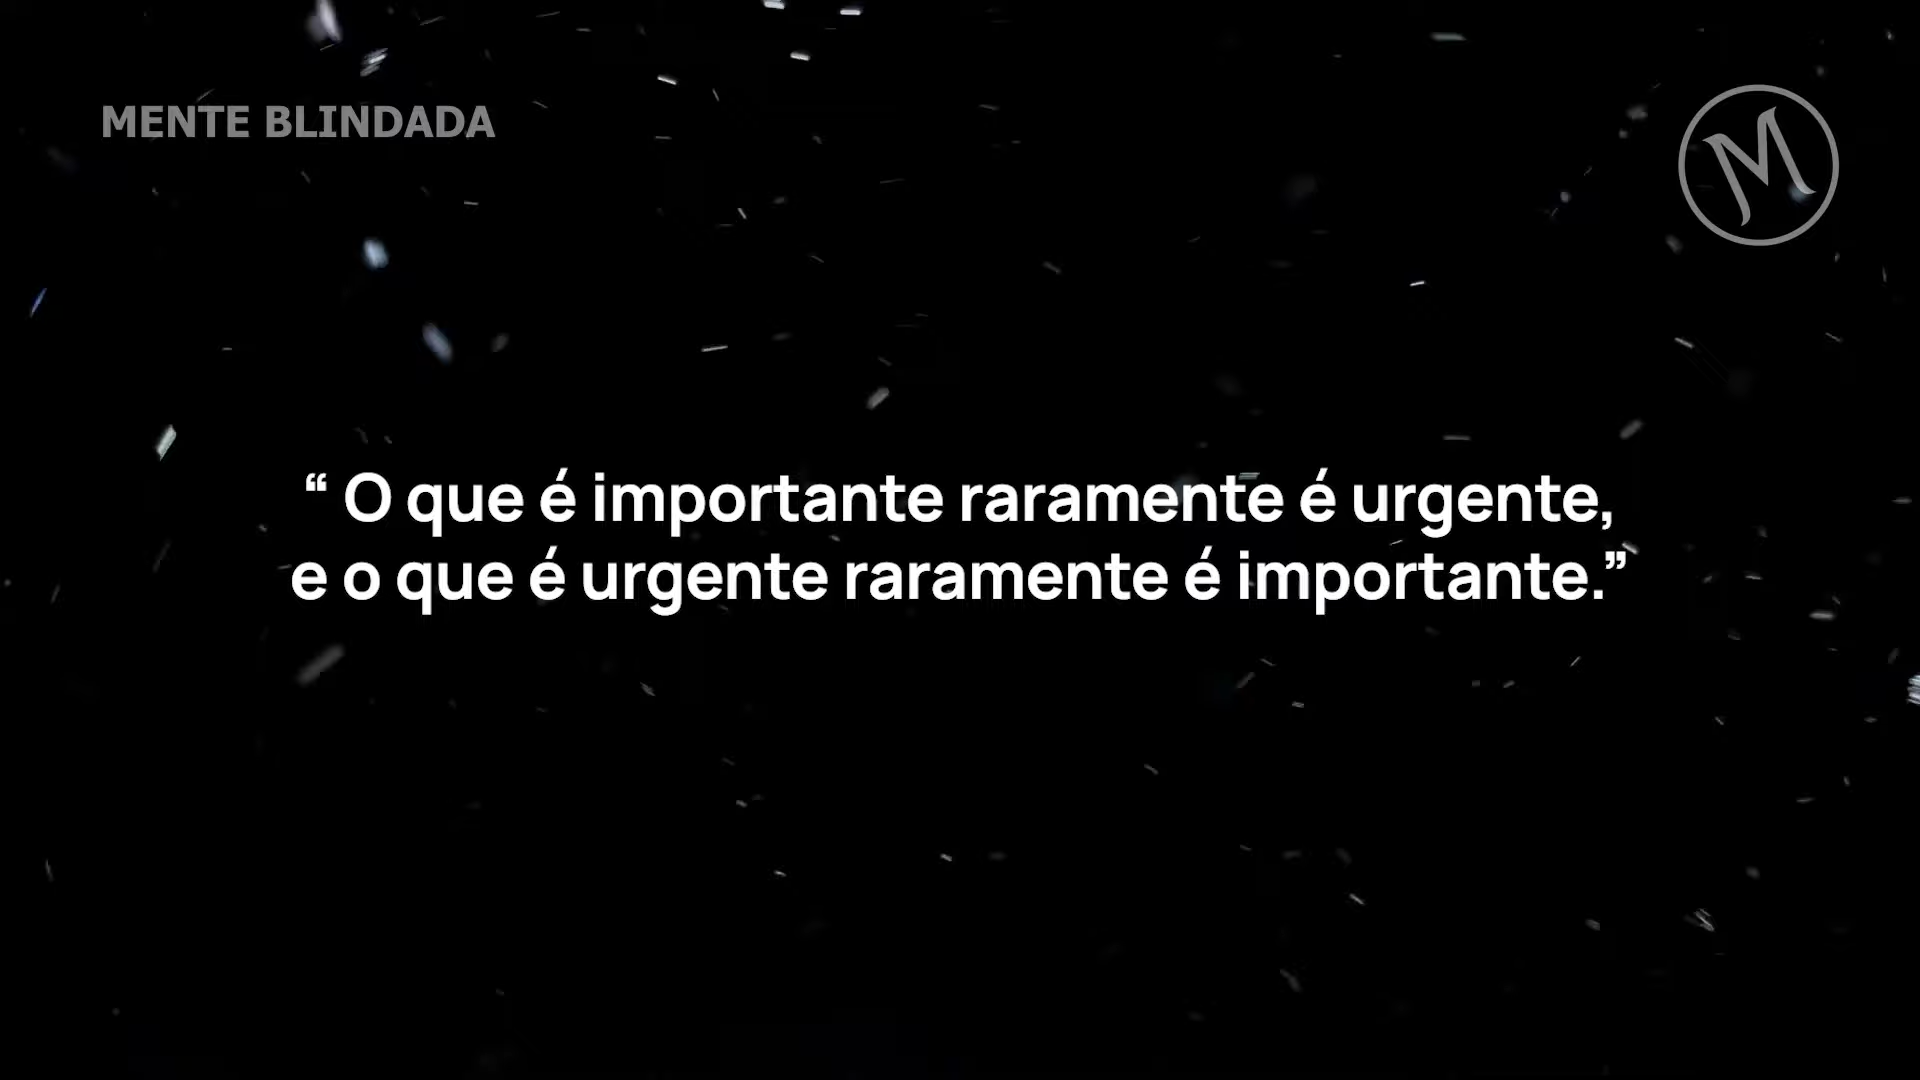 MENTE BLINDADA
M
“ O que é importante raramente é urgente,
e o que é urgente raramente é importante.”